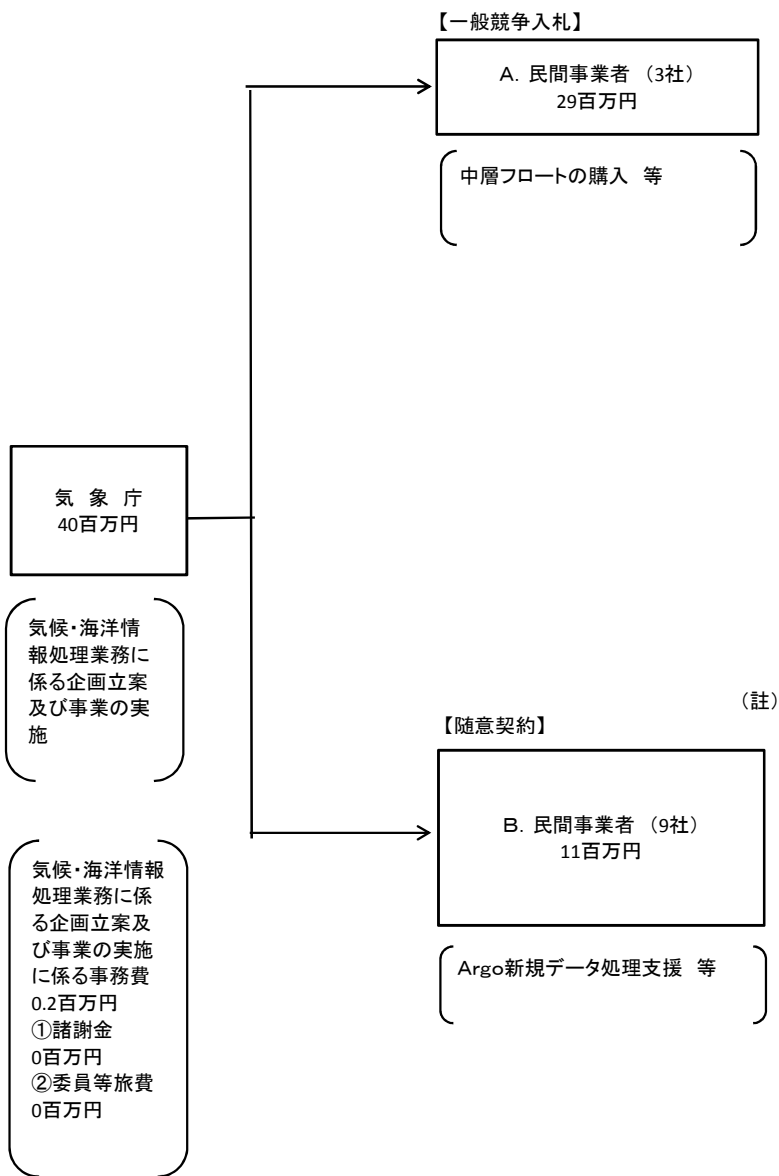 【一般競争入札】
A. 民間事業者 （3社）
29百万円
中層フロートの購入 等
気 象 庁
40百万円
気候・海洋情
報処理業務に
係る企画立案
及び事業の実
施
（註）
【随意契約】
B. 民間事業者 （9社）
11百万円
Argo新規データ処理支援 等
気候・海洋情報
処理業務に係
る企画立案及
び事業の実施
に係る事務費
0.2百万円
①諸謝金
0百万円
②委員等旅費
0百万円